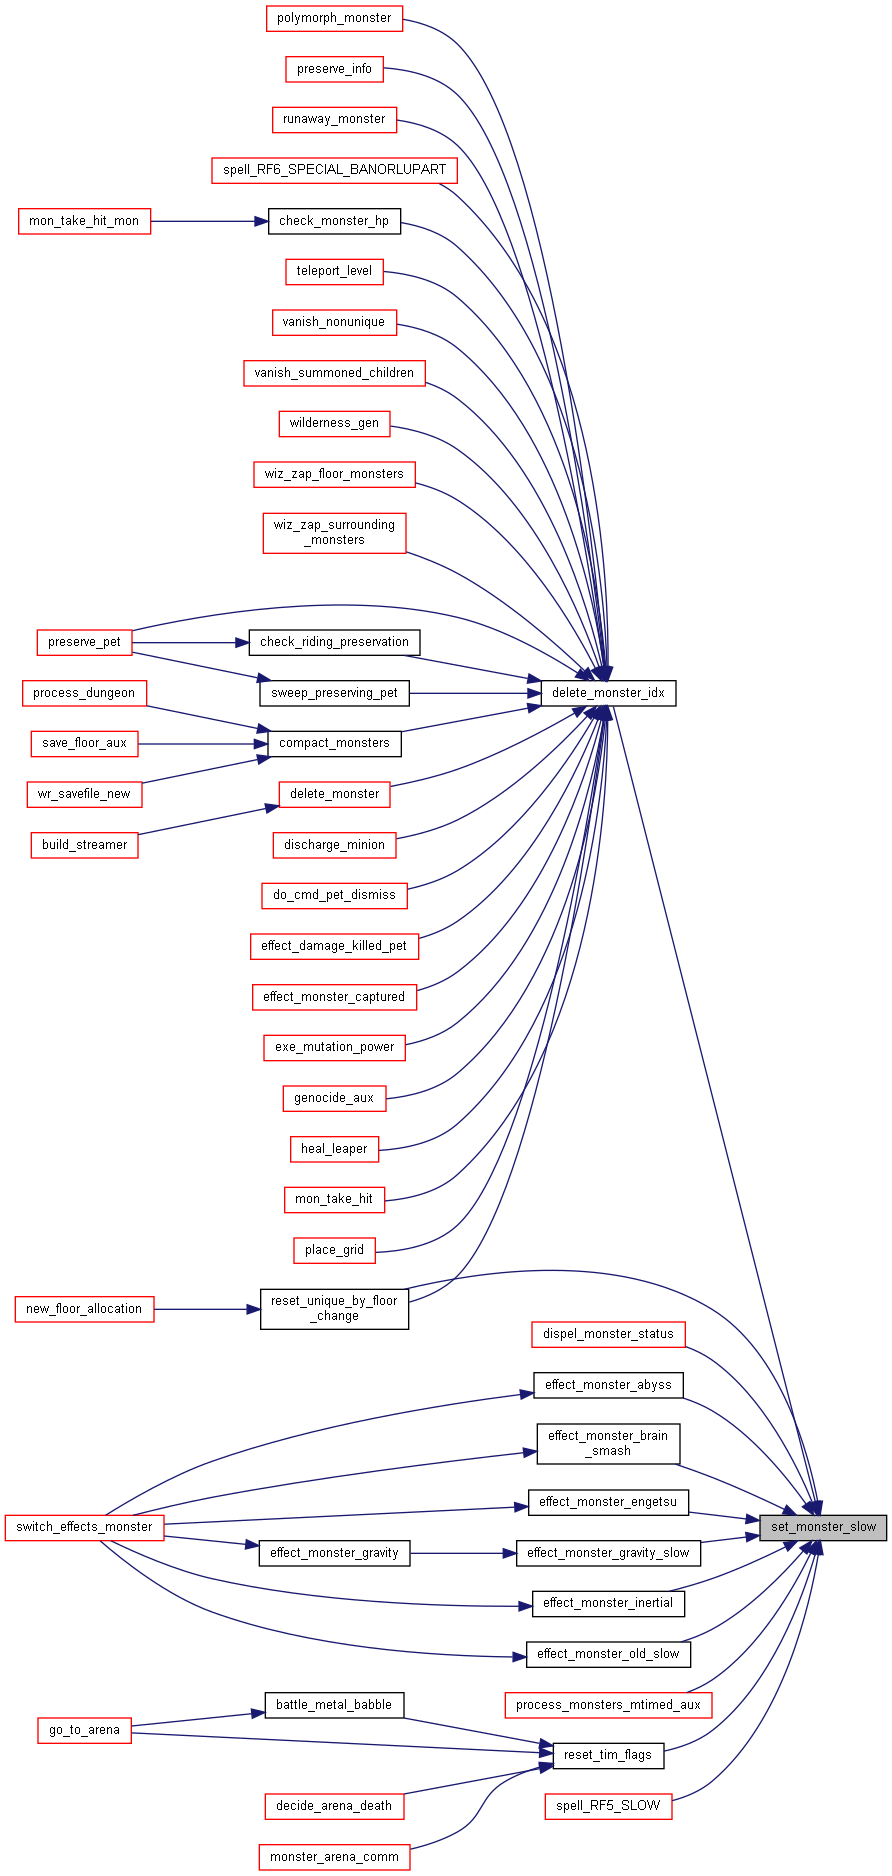 polymorph_monster
preserve_info
runaway_monster
spell_RF6_SPECIAL_BANORLUPART
mon_take_hit_mon
check_monster_hp
teleport_level
vanish_nonunique
vanish_summoned_children
wilderness_gen
wiz_zap_floor_monsters
wiz_zap_surrounding
_monsters
preserve_pet
check_riding_preservation
process_dungeon
sweep_preserving_pet
delete_monster_idx
save_floor_aux
compact_monsters
wr_savefile_new
delete_monster
build_streamer
discharge_minion
do_cmd_pet_dismiss
effect_damage_killed_pet
effect_monster_captured
exe_mutation_power
genocide_aux
heal_leaper
mon_take_hit
place_grid
new_floor_allocation
reset_unique_by_floor
_change
dispel_monster_status
effect_monster_abyss
effect_monster_brain
_smash
effect_monster_engetsu
switch_effects_monster
set_monster_slow
effect_monster_gravity
effect_monster_gravity_slow
effect_monster_inertial
effect_monster_old_slow
process_monsters_mtimed_aux
battle_metal_babble
go_to_arena
reset_tim_flags
decide_arena_death
spell_RF5_SLOW
monster_arena_comm